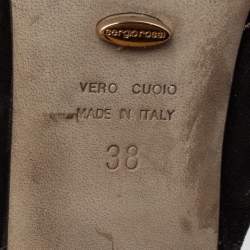 sergio rossi
VERO CUOIO
MADE IN ITALY
38